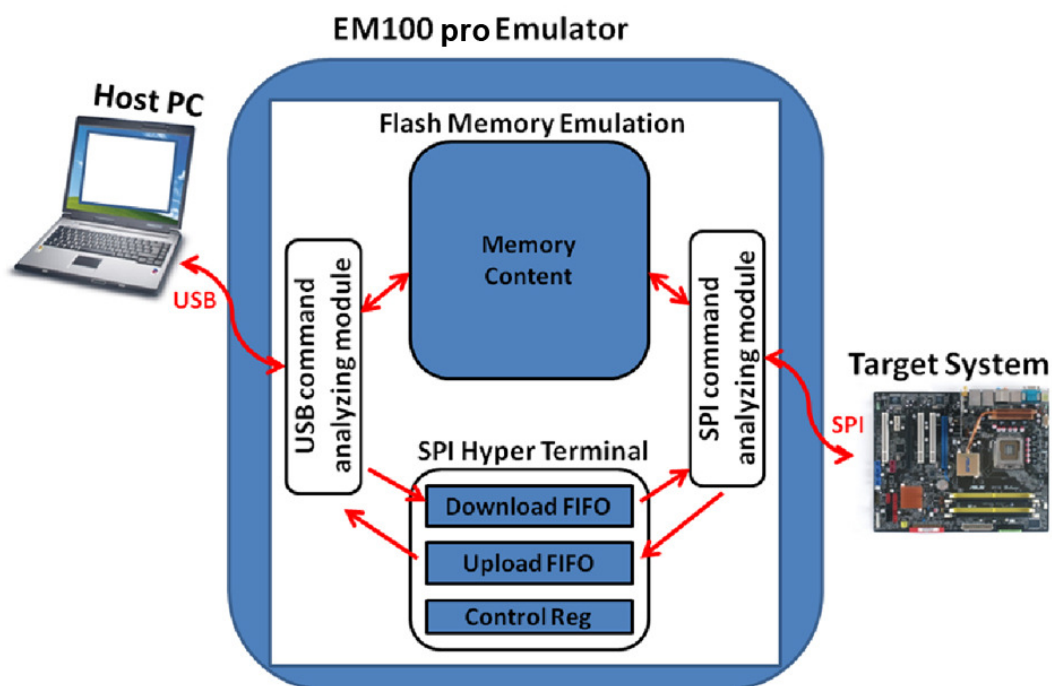 EM100 pro Emulator
Host PC
Flash Memory Emulation
Memory
Content
USB
USB command
analyzing module
SPI command
analyzing module
Target System
SPI
SPI Hyper Terminal
Download FIFO
Upload FIFO
Control Reg